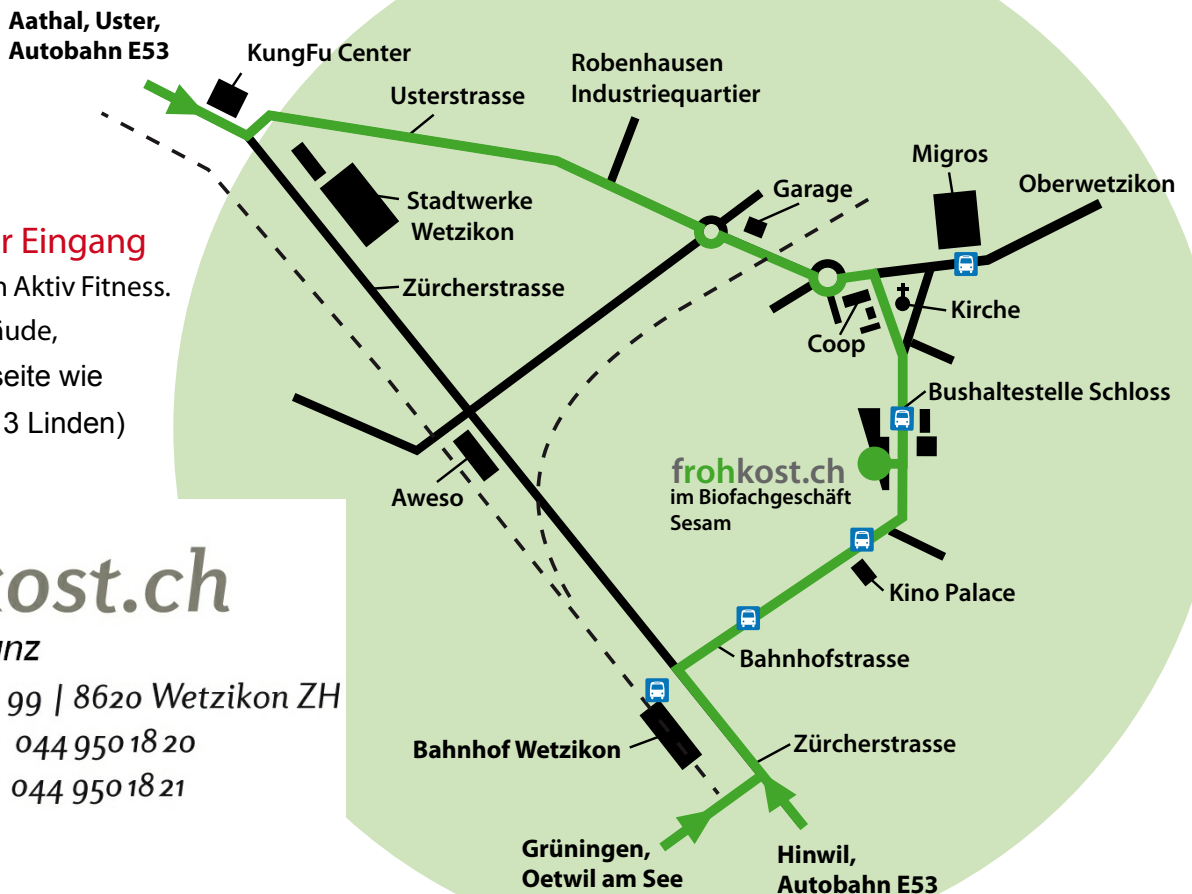 Aathal, Uster,
Autobahn E53
KungFu Center
Usterstrasse
Robenhausen
Industriequartier
Migros
Oberwetzikon
Garage
Stadtwerke
Wetzikon
Zürcherstrasse
Kirche
Coop
Bushaltestelle Schloss
Eingang
Aktiv Fitness.
wie
3 Linden)
frohkost.ch
im Biofachgeschäft
Sesam
Aweso
Kino Palace
Bahnhofstrasse
Bahnhof Wetzikon
Zürcherstrasse
Grüningen,
Oetwil am See
Hinwil,
Autobahn E53
kost.ch
99 | 8620 Wetzikon ZH
044 950 18 20
044 950 18 21